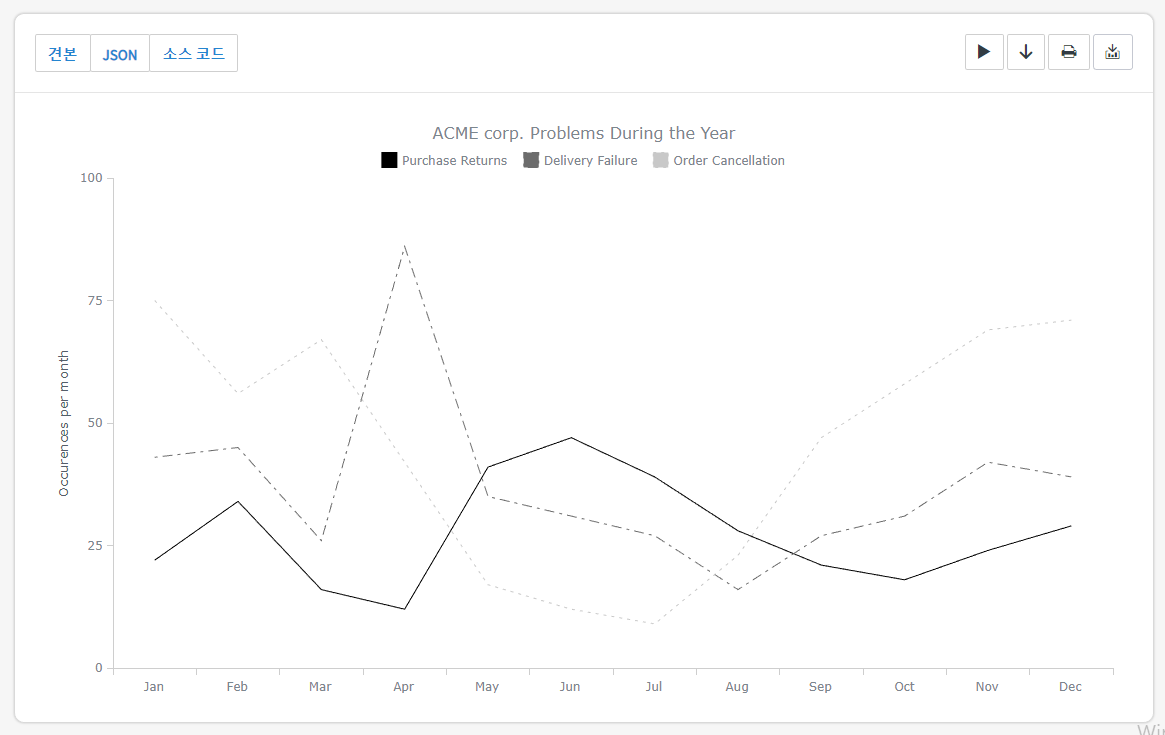 견본 JSON 소스 코드
ACME corp. Problems During the Year
Purchase Returns Delivery Failure Order Cancellation
Occurences per month
100
75
50
25
0
Jan Feb Mar Apr May Jun Jul Aug Sep Oct Nov Dec